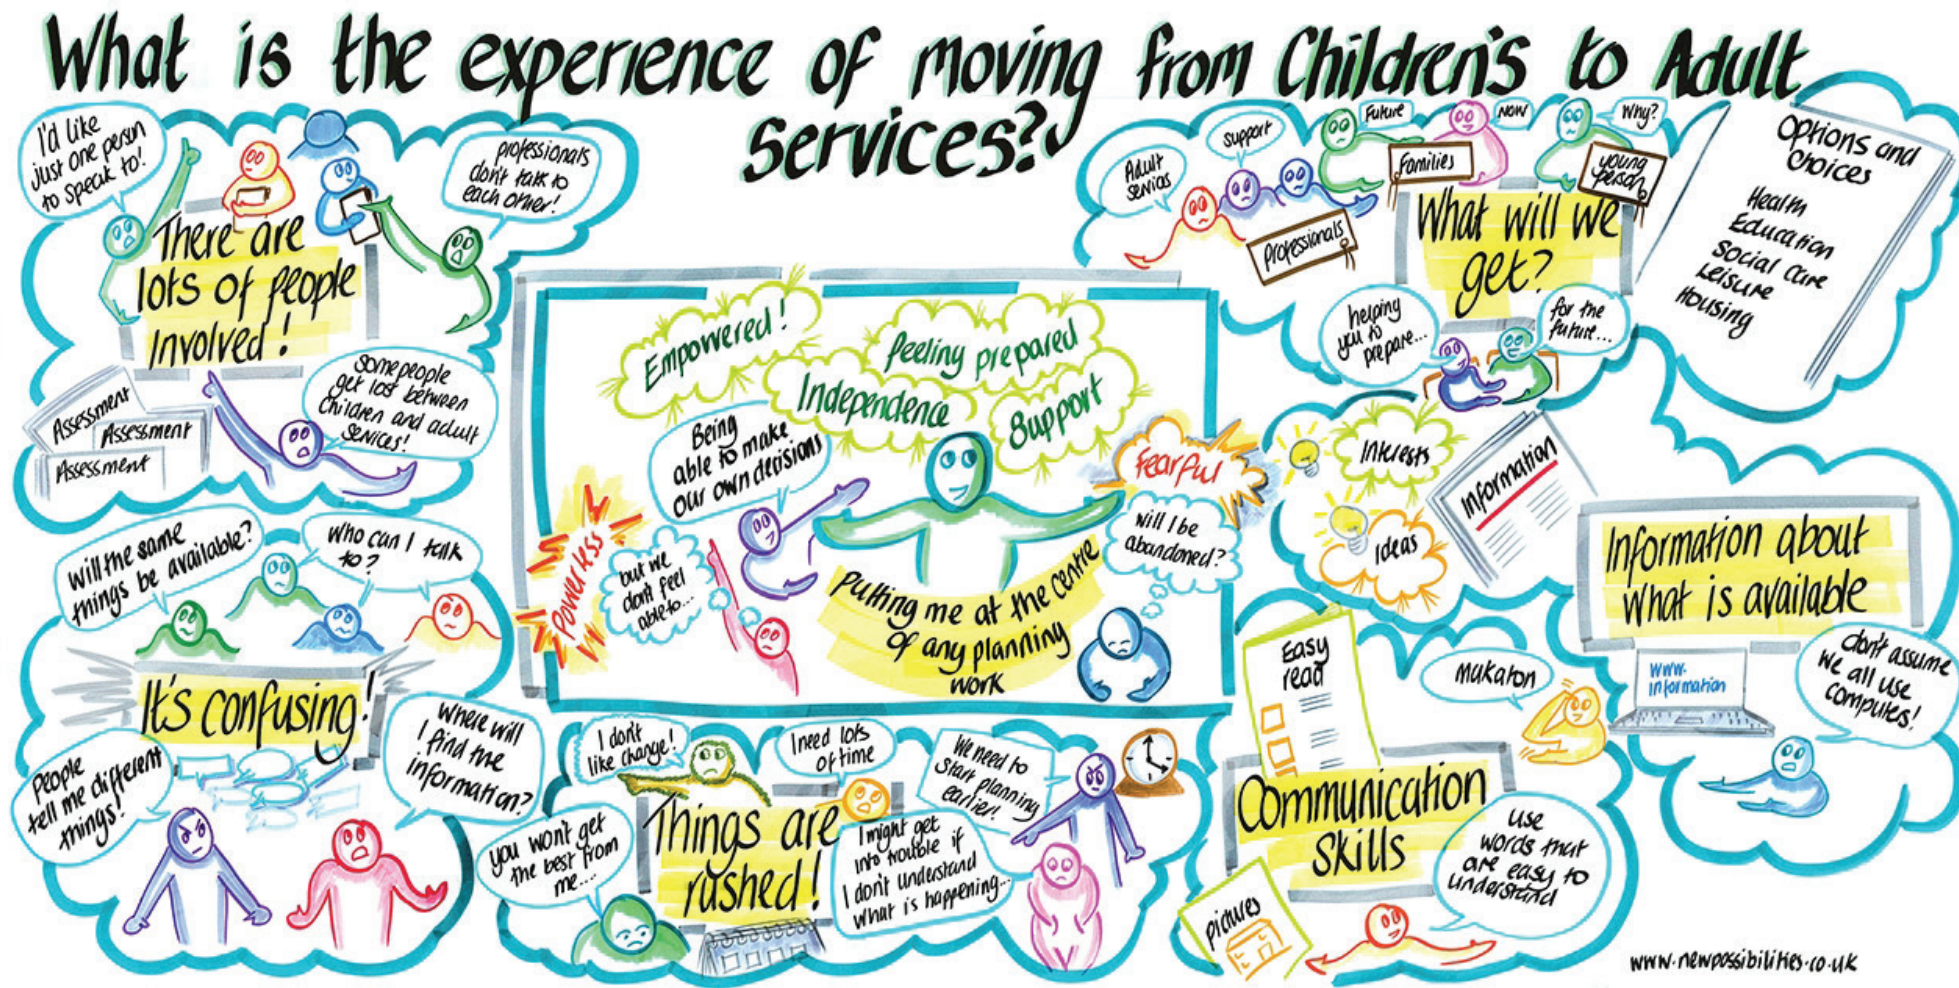 What is the experience of moving from Children's to Adult
Services?
I'd like
just one person
to speak to!
professionals
don't talk to
each other!
There are
lots of people
involved!
Some people
get lost between
Children and adult
services!
Assessment
Assessment
Assessment
Will the same
things be available?
Who can I talk
to?
It's confusing!
People
tell me different
things!
Where will
I find the
information?
Empowered!
Feeling prepared
Independence
Support
Being
able to make
our own decisions
Fearful
Powerless
but we
don't feel
able to...
Will I be
abandoned?
Putting me at the centre
of any planning
work
I don't
like change!
I need lots
of time
We need to
start planning
earlier!
Things are
rushed!
You won't get
the best from
me....
I might get
into trouble if
I don't understand
what is happening...
Adult
servias
Support
Future
Now
Why?
Professionals
Families
young
person
What will we
get?
helping
you to
prepare...
for the
future...
Options and
Choices
Health
Education
Social Care
Leisure
Housing
Interests
Ideas
Information
Information about
what is available
www.
information
don't assume
we all use
computers!
Easy
read
Makaton
Communication
Skills
use
words that
are easy to
understand
pictures
www.newpossibilities.co.uk